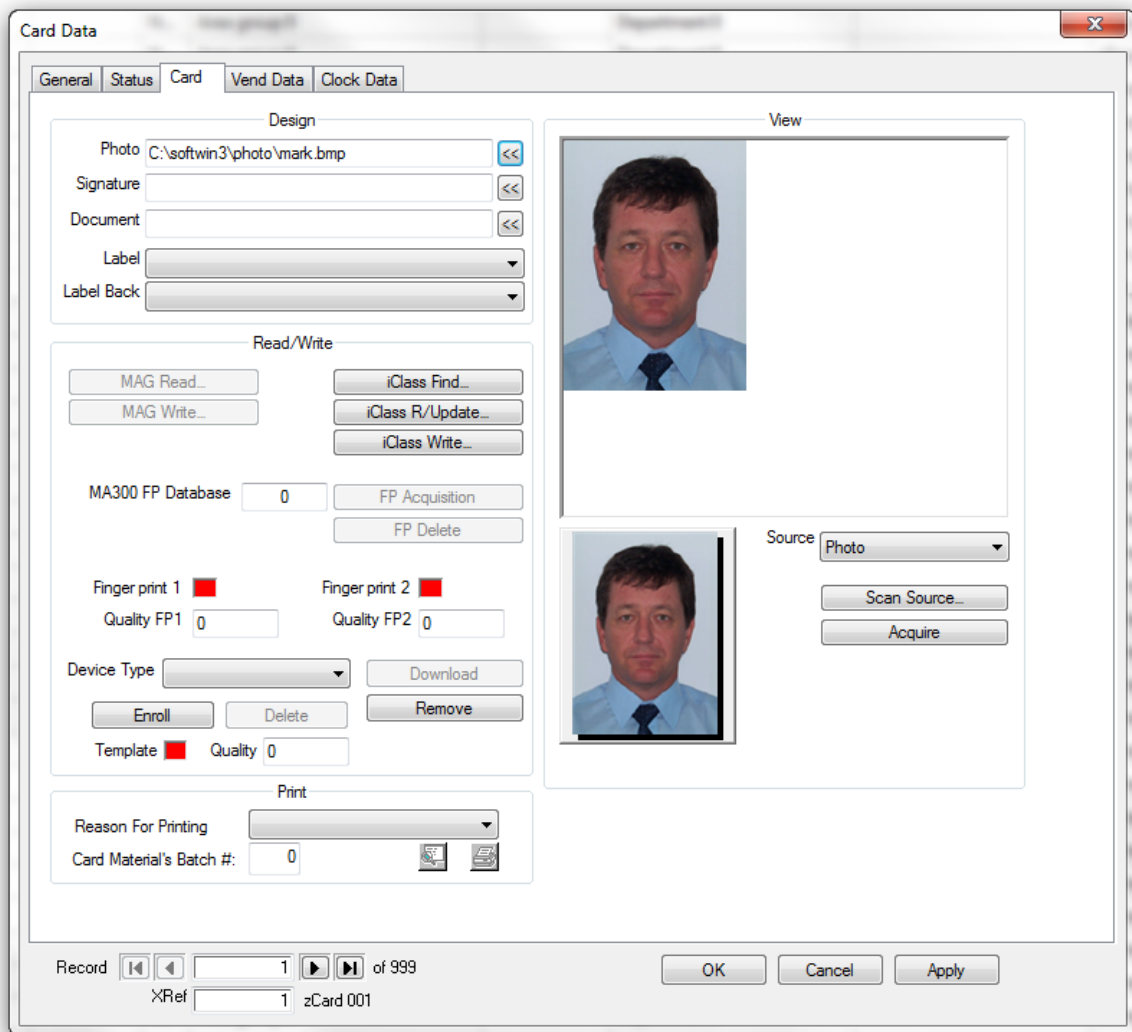 Card Data
General Status Card Vend Data Clock Data
Design
Photo C:\softwin3\photo\mark.bmp <<
Signature <<
Document <<
Label
Label Back
Read/Write
MAG Read... iClass Find...
MAG Write... iClass R/Update...
iClass Write...
MA300 FP Database 0 FP Acquisition
FP Delete
Finger print 1 Finger print 2
Quality FP1 0 Quality FP2 0
Device Type Download
Enroll Delete Remove
Template Quality 0
Print
Reason For Printing
Card Material's Batch #: 0
View
Source Photo
Scan Source...
Acquire
Record 1 of 999
XRef 1 zCard 001
OK Cancel Apply